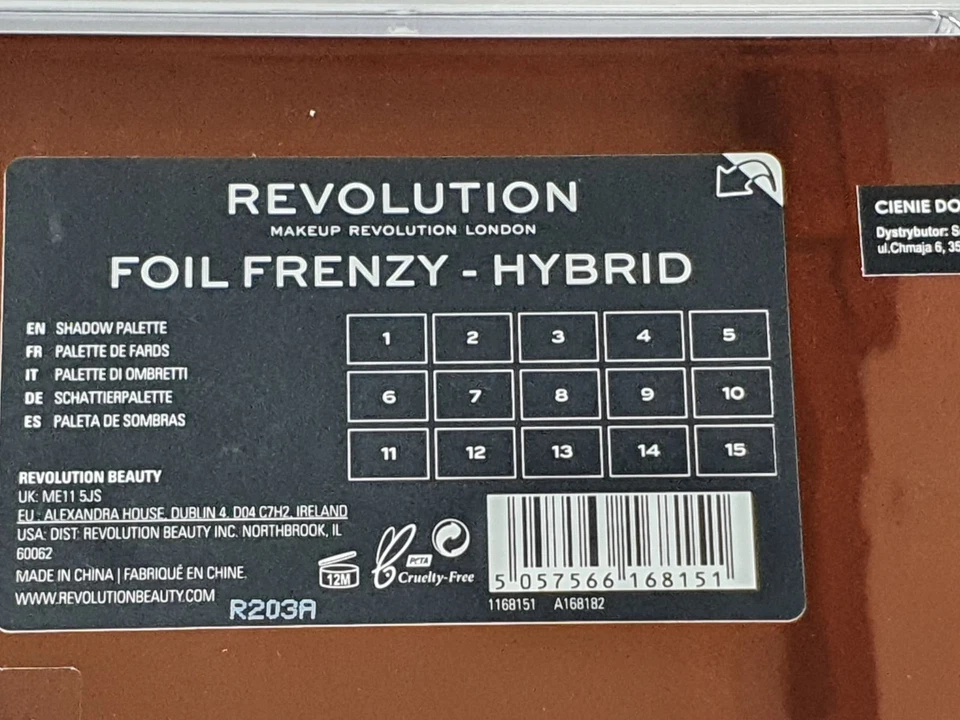 REVOLUTION
MAKEUP REVOLUTION LONDON
FOIL FRENZY - HYBRID
EN SHADOW PALETTE
FR PALETTE DE FARDS
IT PALETTE DI OMBRETTI
DE SCHATTIERPALETTE
ES PALETA DE SOMBRAS
1 2 3 4 5
6 7 8 9 10
11 12 13 14 15
REVOLUTION BEAUTY
UK: ME11 5JS
EU: ALEXANDRA HOUSE, DUBLIN 4, D04 C7H2, IRELAND
USA: DIST: REVOLUTION BEAUTY INC. NORTHBROOK, IL
60062
MADE IN CHINA | FABRIQUÉ EN CHINE.
WWW.REVOLUTIONBEAUTY.COM
R203A
12M
PETA
Cruelty-Free
5 057566 168151
1168151 A168182
CIENIE DO
Dystrybutor:
ul.Chmaja 6, 35